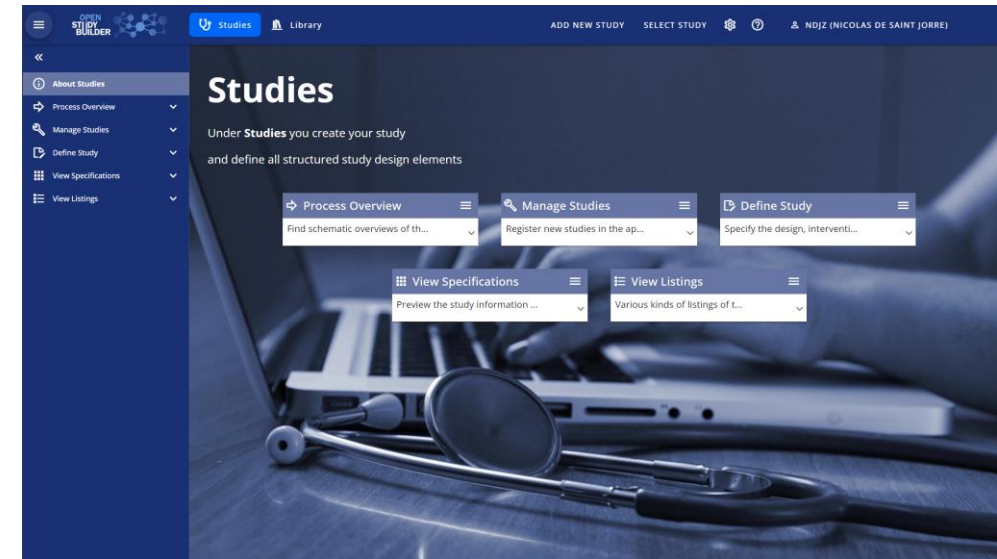 OPEN
STUDY
BUILDER
Studies
Library
ADD NEW STUDY
SELECT STUDY
NDJZ (NICOLAS DE SAINT JORRE)
About Studies
Process Overview
Manage Studies
Define Study
View Specifications
View Listings
Studies
Under Studies you create your study
and define all structured study design elements
Process Overview
Find schematic overviews of th...
Manage Studies
Register new studies in the ap...
Define Study
Specify the design, interventi...
View Specifications
Preview the study information ...
View Listings
Various kinds of listings of t...